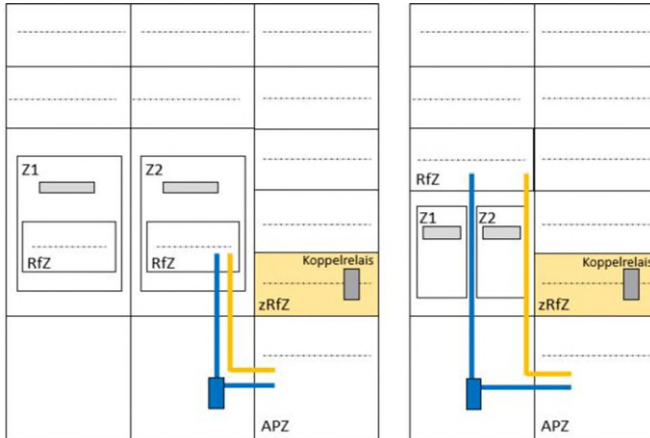 Z1
Z2
RfZ
RfZ
Koppelrelais
zRfZ
APZ
RfZ
Z1
Z2
Koppelrelais
zRfZ
APZ